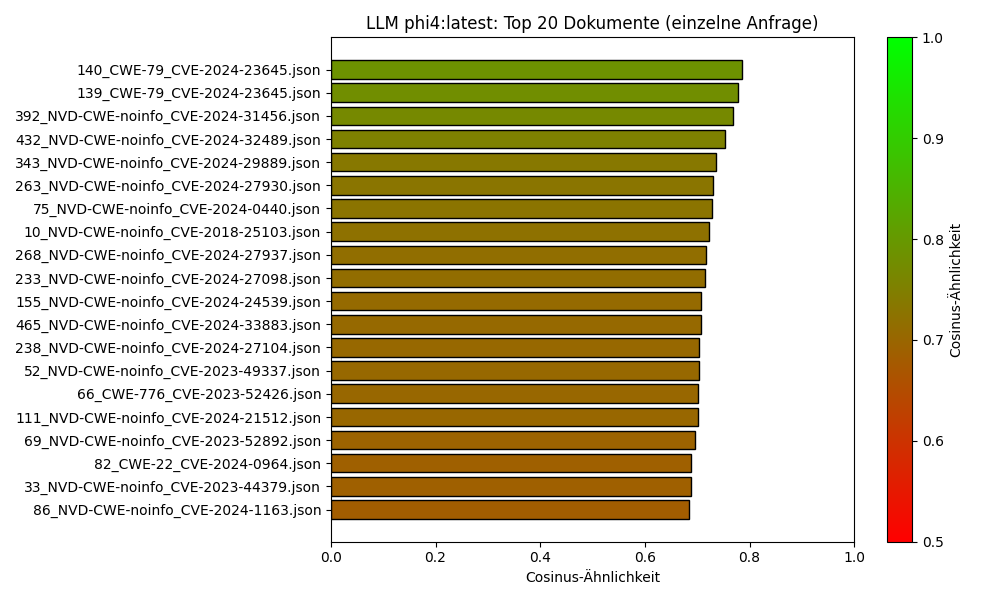 LLM phi4:latest: Top 20 Dokumente (einzelne Anfrage)
140_CWE-79_CVE-2024-23645.json
139_CWE-79_CVE-2024-23645.json
392_NVD-CWE-noinfo_CVE-2024-31456.json
432_NVD-CWE-noinfo_CVE-2024-32489.json
343_NVD-CWE-noinfo_CVE-2024-29889.json
263_NVD-CWE-noinfo_CVE-2024-27930.json
75_NVD-CWE-noinfo_CVE-2024-0440.json
10_NVD-CWE-noinfo_CVE-2018-25103.json
268_NVD-CWE-noinfo_CVE-2024-27937.json
233_NVD-CWE-noinfo_CVE-2024-27098.json
155_NVD-CWE-noinfo_CVE-2024-24539.json
465_NVD-CWE-noinfo_CVE-2024-33883.json
238_NVD-CWE-noinfo_CVE-2024-27104.json
52_NVD-CWE-noinfo_CVE-2023-49337.json
66_CWE-776_CVE-2023-52426.json
111_NVD-CWE-noinfo_CVE-2024-21512.json
69_NVD-CWE-noinfo_CVE-2023-52892.json
82_CWE-22_CVE-2024-0964.json
33_NVD-CWE-noinfo_CVE-2023-44379.json
86_NVD-CWE-noinfo_CVE-2024-1163.json
0.0 0.2 0.4 0.6 0.8 1.0
Cosinus-Ähnlichkeit
1.0
0.9
0.8
0.7
0.6
0.5
Cosinus-Ähnlichkeit